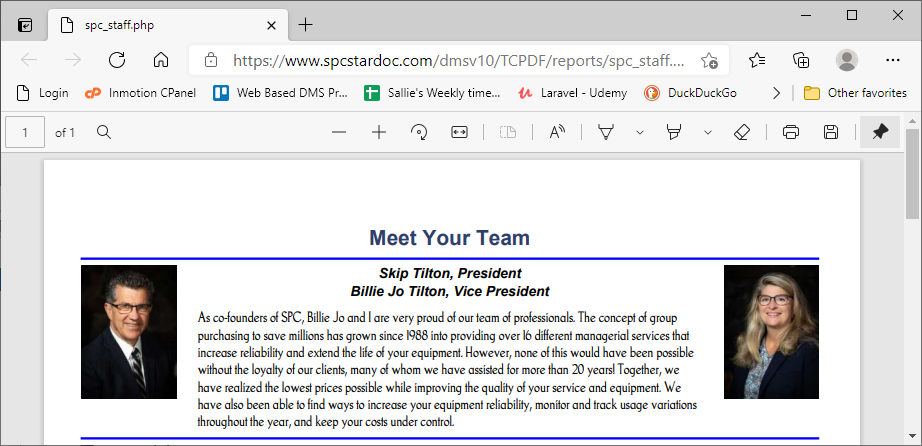 spc_staff.php
https://www.spcstardoc.com/dmsv10/TCPDF/reports/spc_staff....
Login
Inmotion CPanel
Web Based DMS Pr...
Sallie's Weekly time...
Laravel - Udemy
DuckDuckGo
Other favorites
1 of 1
Meet Your Team
Skip Tilton, President
Billie Jo Tilton, Vice President
As co-founders of SPC, Billie Jo and I are very proud of our team of professionals. The concept of group
purchasing to save millions has grown since 1988 into providing over 16 different managerial services that
increase reliability and extend the life of your equipment. However, none of this would have been possible
without the loyalty of our clients, many of whom we have assisted for more than 20 years! Together, we
have realized the lowest prices possible while improving the quality of your service and equipment. We
have also been able to find ways to increase your equipment reliability, monitor and track usage variations
throughout the year, and keep your costs under control.